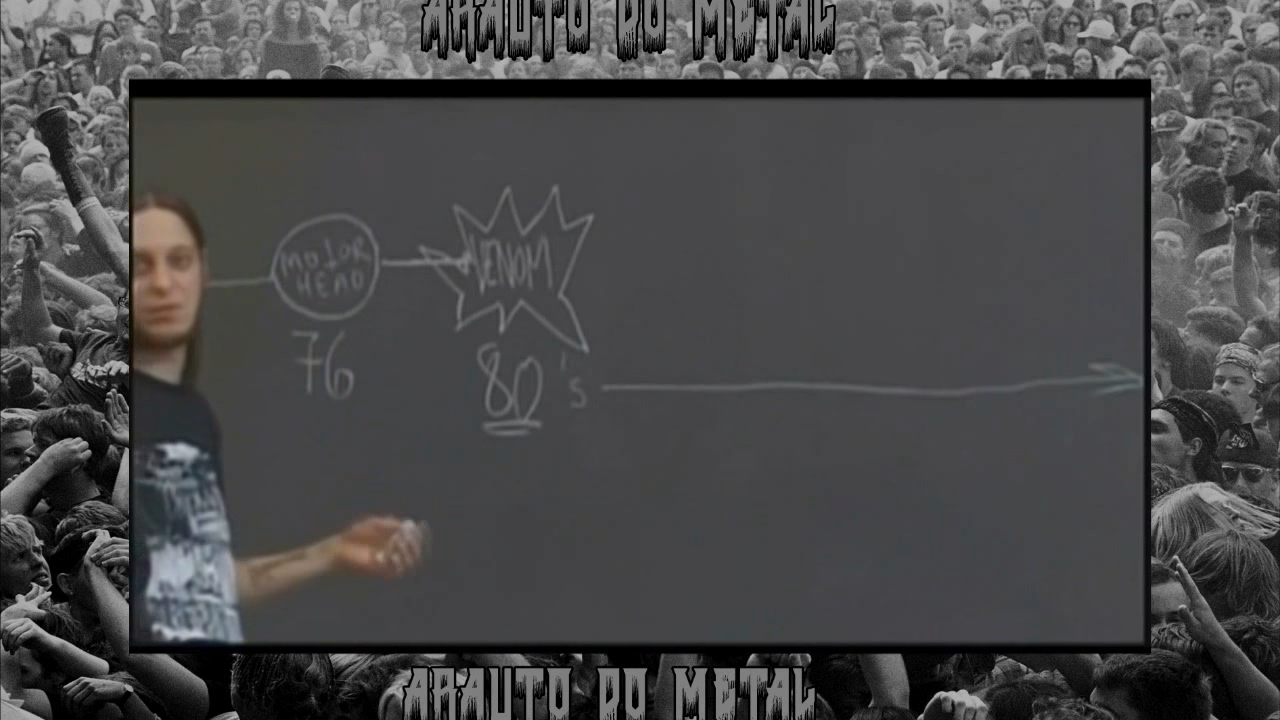 ARAUTO DO METAL
MOTOR
HEAD
VENOM
76
80's
ARAUTO DO METAL